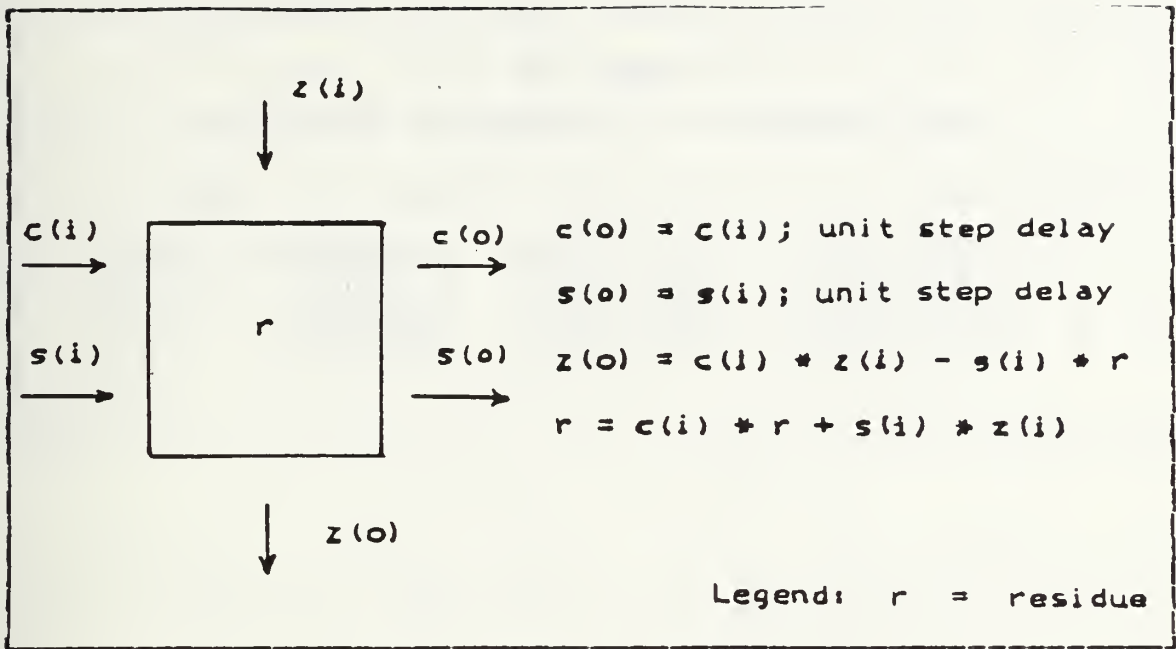 z(i)
c(i)
c(o)
c(o) = c(i); unit step delay
s(o) = s(i); unit step delay
r
s(i)
s(o)
z(o) = c(i) * z(i) - s(i) * r
r = c(i) * r + s(i) * z(i)
z(o)
Legend: r = residue